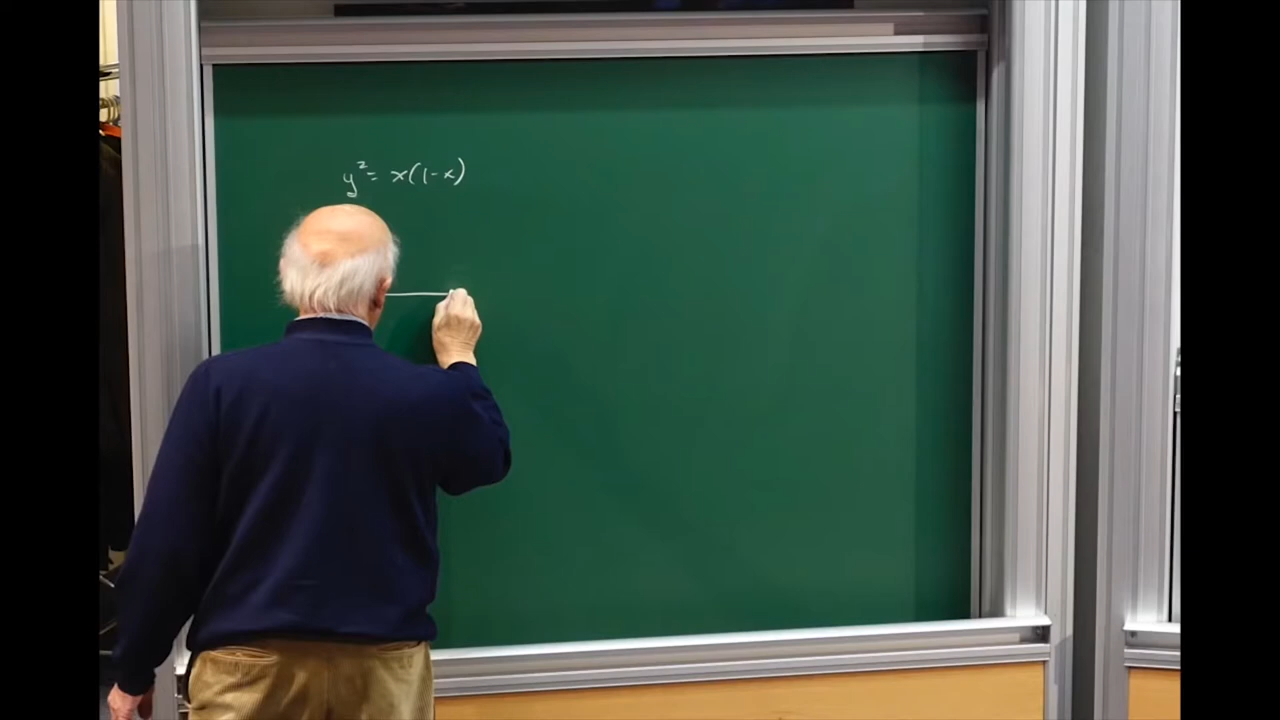 y² = x(1-x)